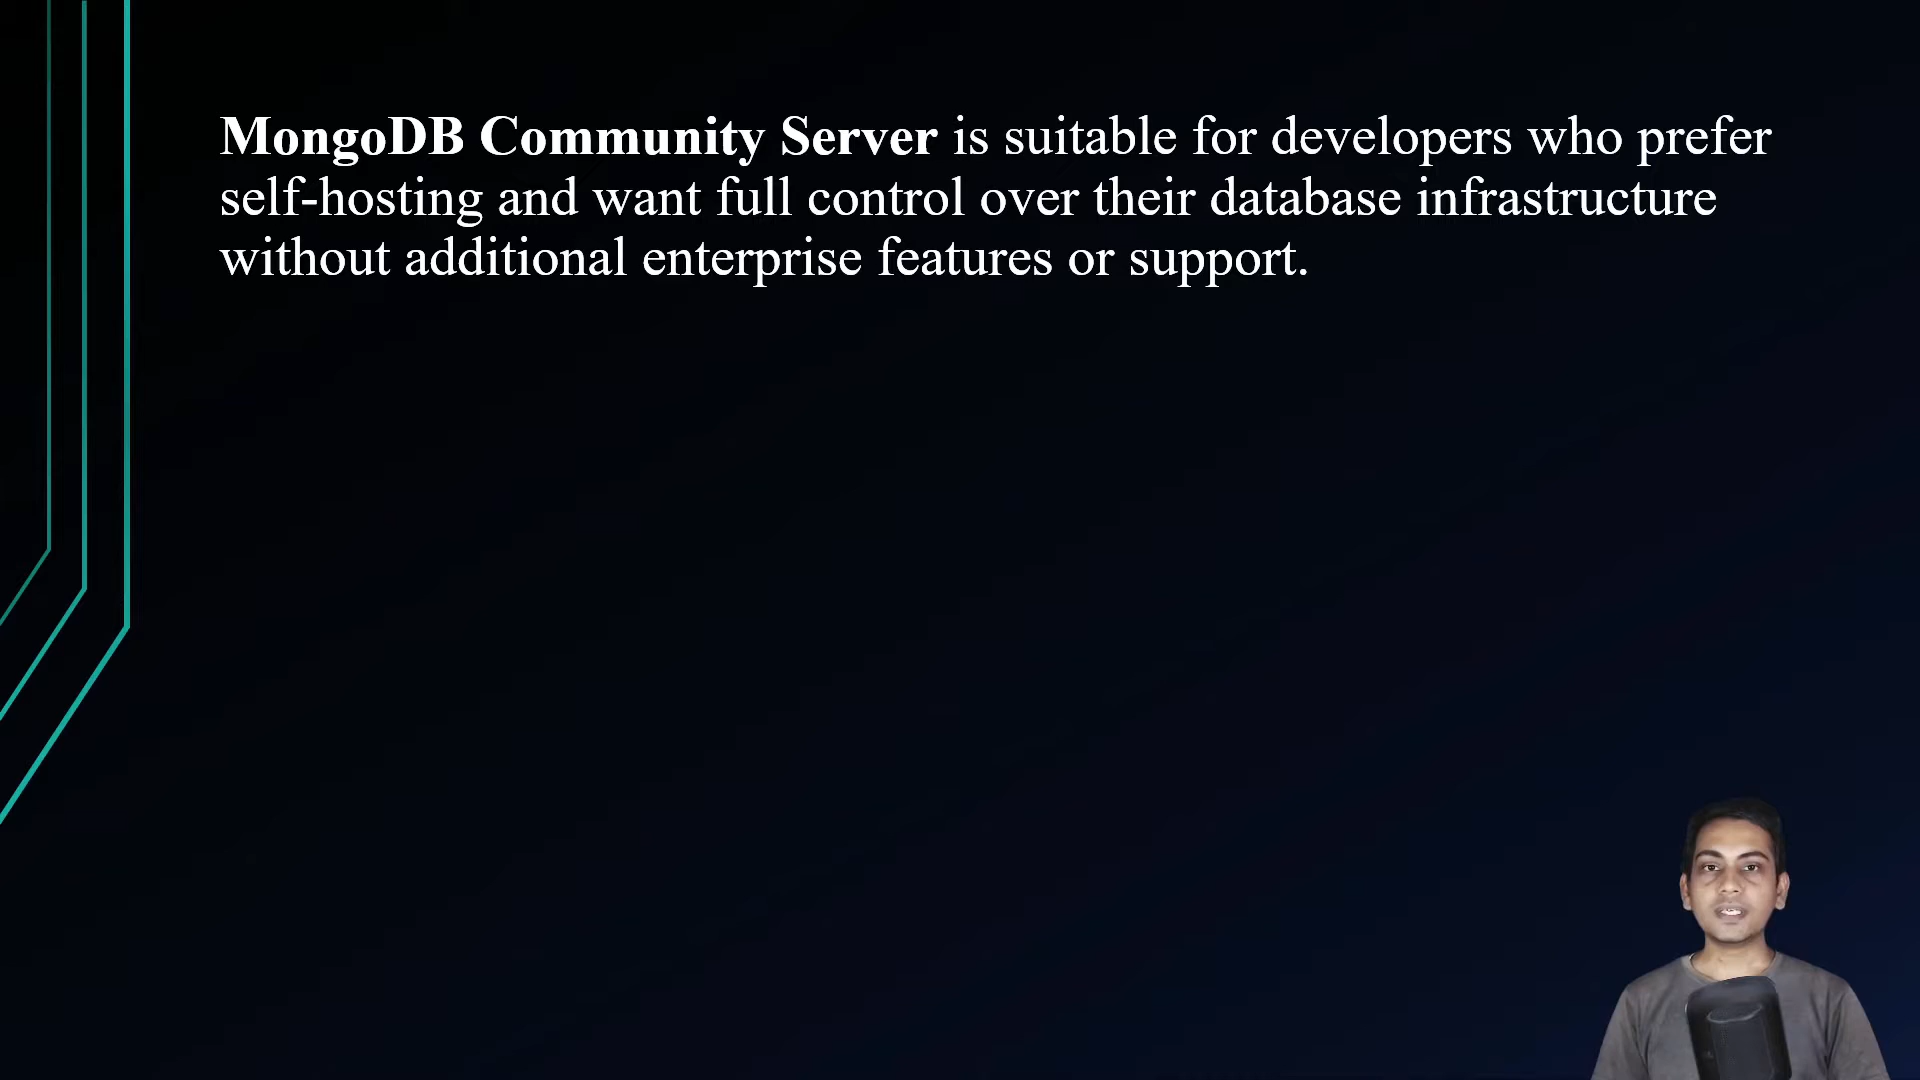 MongoDB Community Server is suitable for developers who prefer
self-hosting and want full control over their database infrastructure
without additional enterprise features or support.